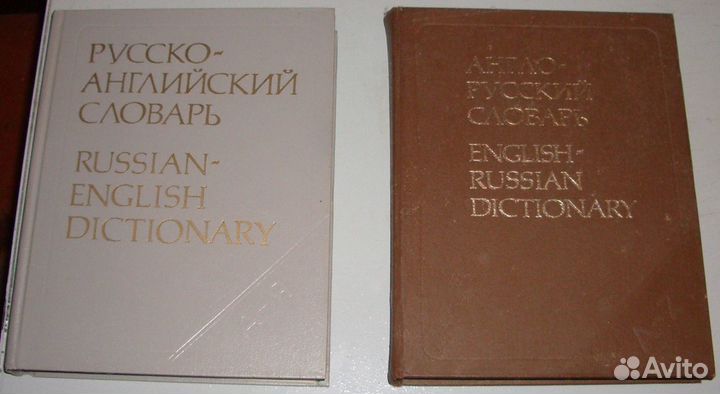 РУССКО-
АНГЛИЙСКИЙ
СЛОВАРЬ
RUSSIAN-
ENGLISH
DICTIONARY
АНГЛО-
РУССКИЙ
СЛОВАРЬ
ENGLISH-
RUSSIAN
DICTIONARY
Avito